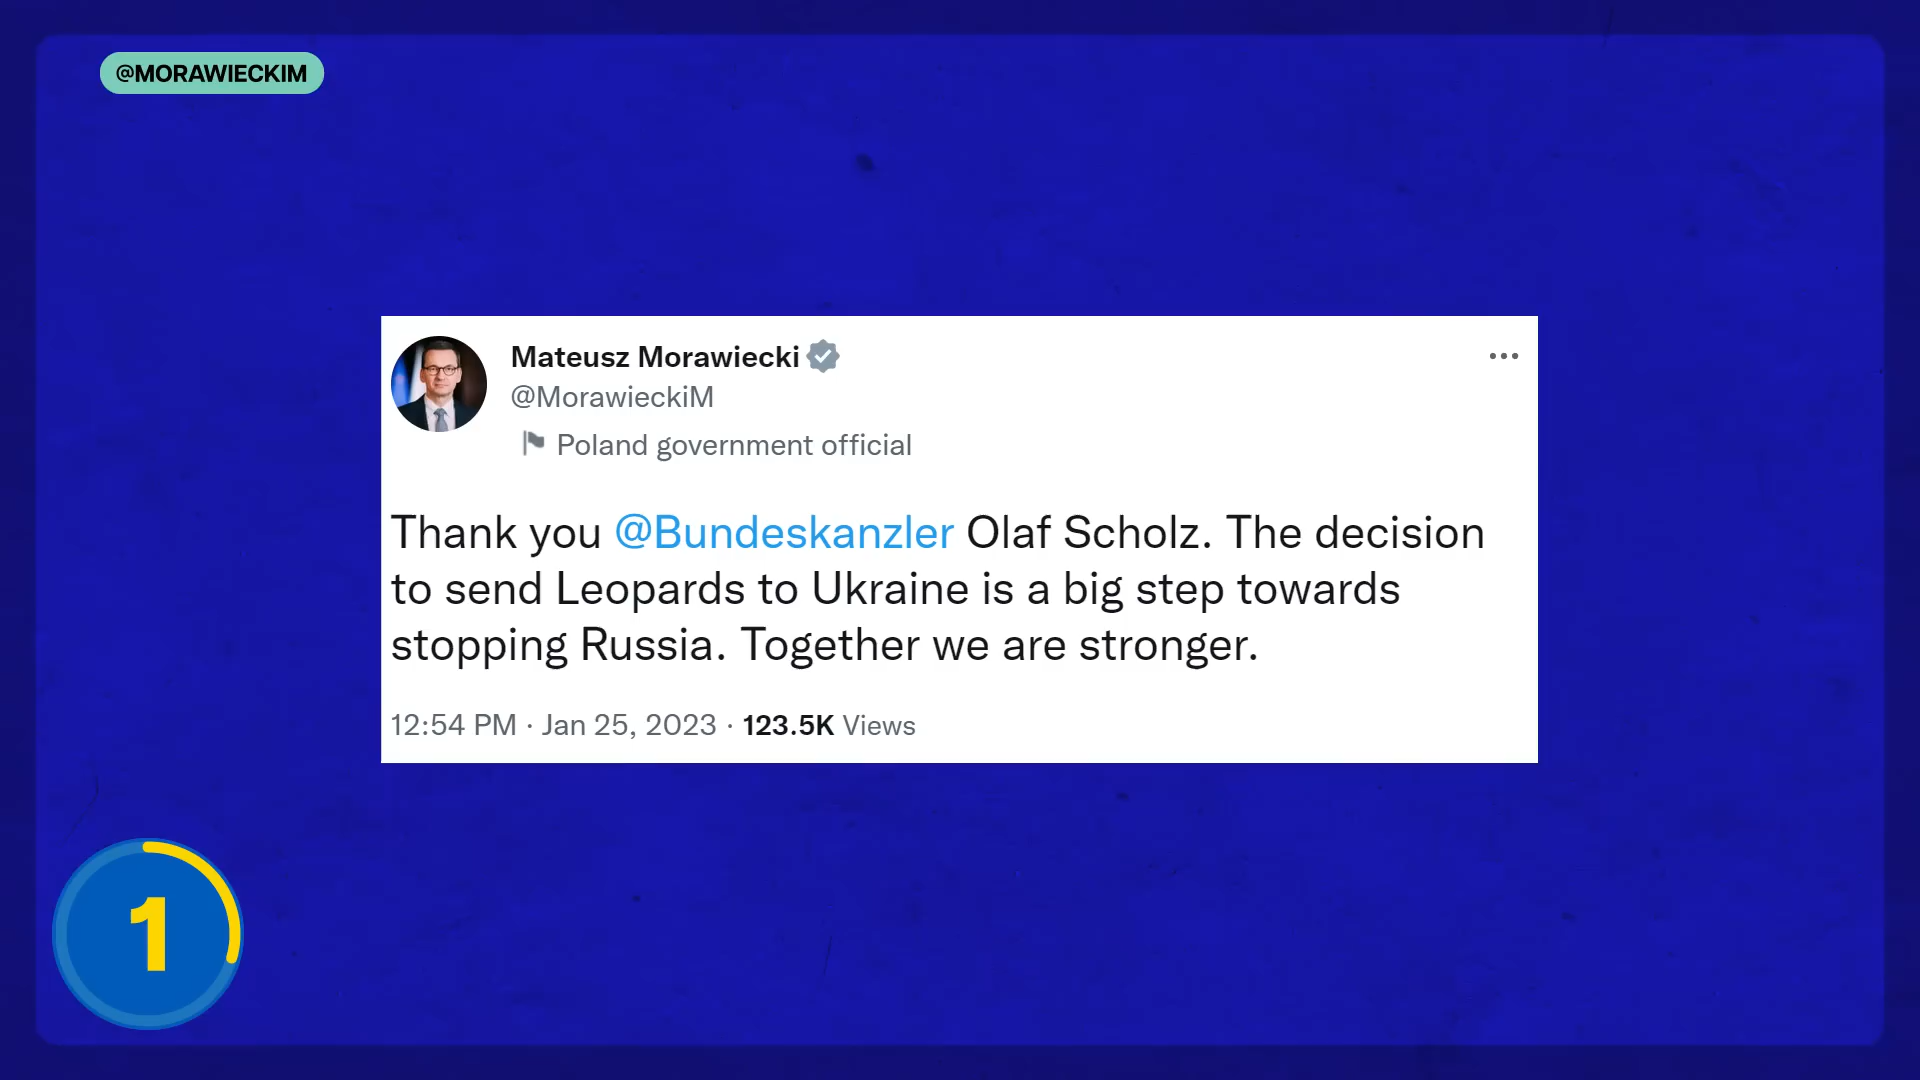 @MORAWIECKIM
Mateusz Morawiecki
@MorawieckiM
Poland government official
Thank you @Bundeskanzler Olaf Scholz. The decision
to send Leopards to Ukraine is a big step towards
stopping Russia. Together we are stronger.
12:54 PM · Jan 25, 2023 · 123.5K Views
1